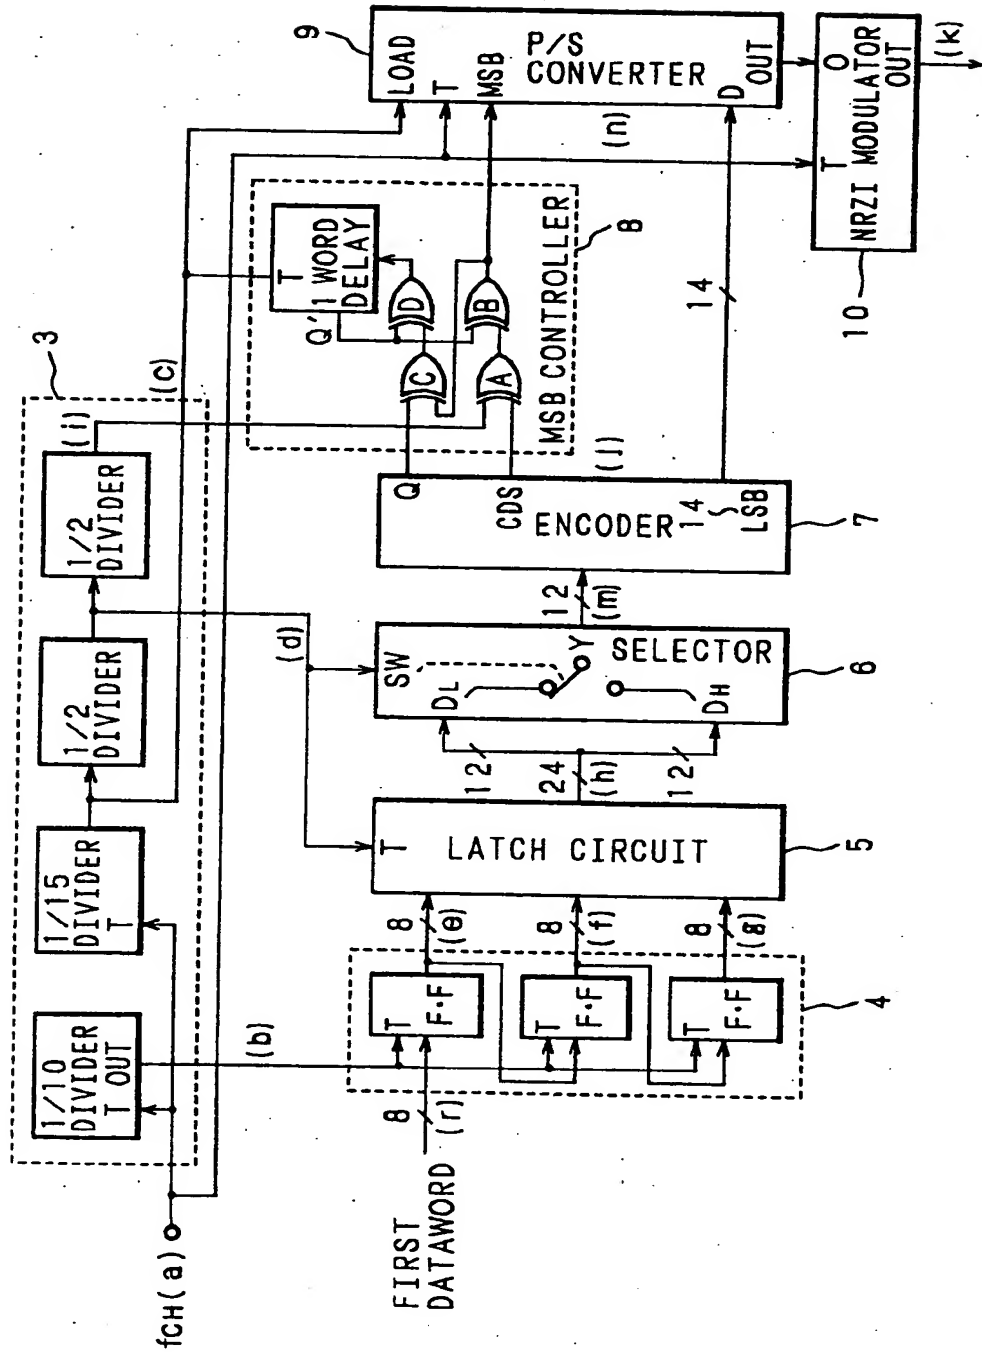 fCH(a)
3
1/10
DIVIDER
T OUT
1/15
DIVIDER
T
1/2
DIVIDER
1/2
DIVIDER
(i)
(b)
(c)
(d)
FIRST
DATAWORD
8
(r)
T
F·F
T
F·F
T
F·F
4
8
(e)
8
(f)
8
(g)
T
LATCH CIRCUIT
5
12
24
(h)
12
SW
DL
Y
DH
SELECTOR
6
12
(m)
Q
CDS
(j)
ENCODER
14
LSB
7
MSB CONTROLLER
8
T
1 WORD
DELAY
Q'
A
B
C
D
14
(n)
9
LOAD
T
MSB
P/S
CONVERTER
D
OUT
T
O
NRZI MODULATOR
OUT
10
(k)